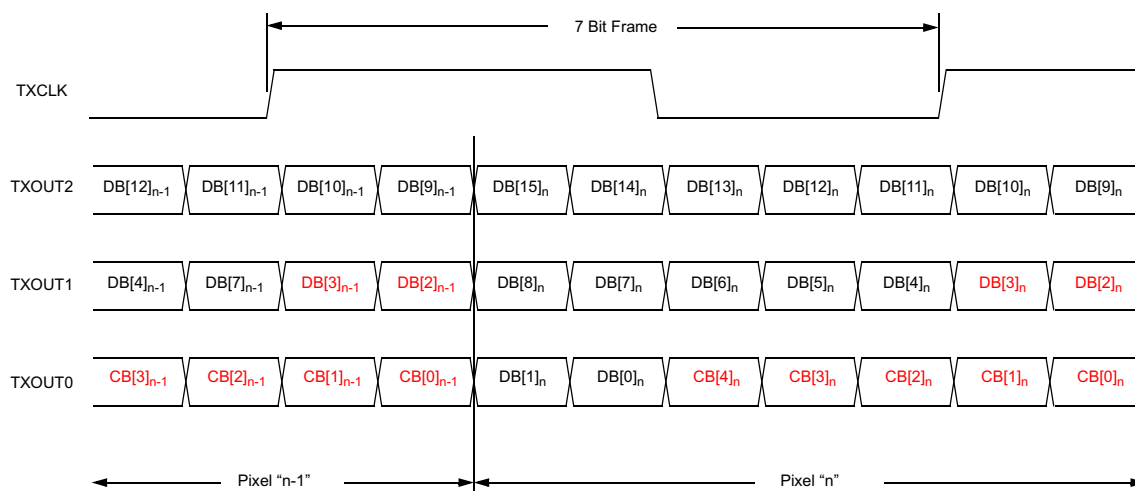 7 Bit Frame
TXCLK
TXOUT2 DB[12]n-1 DB[11]n-1 DB[10]n-1 DB[9]n-1 DB[15]n DB[14]n DB[13]n DB[12]n DB[11]n DB[10]n DB[9]n
TXOUT1 DB[4]n-1 DB[7]n-1 DB[3]n-1 DB[2]n-1 DB[8]n DB[7]n DB[6]n DB[5]n DB[4]n DB[3]n DB[2]n
TXOUT0 CB[3]n-1 CB[2]n-1 CB[1]n-1 CB[0]n-1 DB[1]n DB[0]n CB[4]n CB[3]n CB[2]n CB[1]n CB[0]n
Pixel “n-1” Pixel “n”